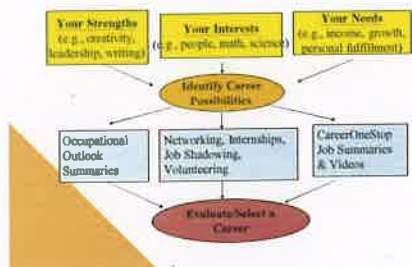 Your Strengths
(e.g., creativity,
leadership, writing)
Your Interests
(e.g., people, math, science)
Your Needs
(e.g., income, growth,
personal fulfillment)
Identify Career
Possibilities
Occupational
Outlook
Summaries
Networking, Internships,
Job Shadowing,
Volunteering
CareerOneStop
Job Summaries
& Videos
Evaluate/Select a
Career